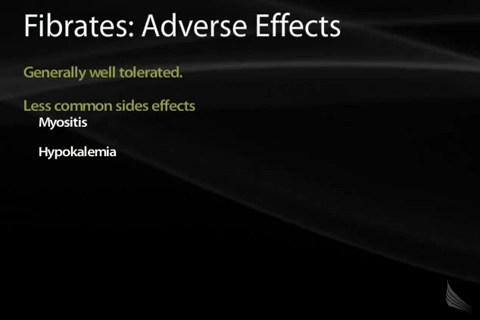 Fibrates: Adverse Effects
Generally well tolerated.
Less common sides effects
Myositis
Hypokalemia